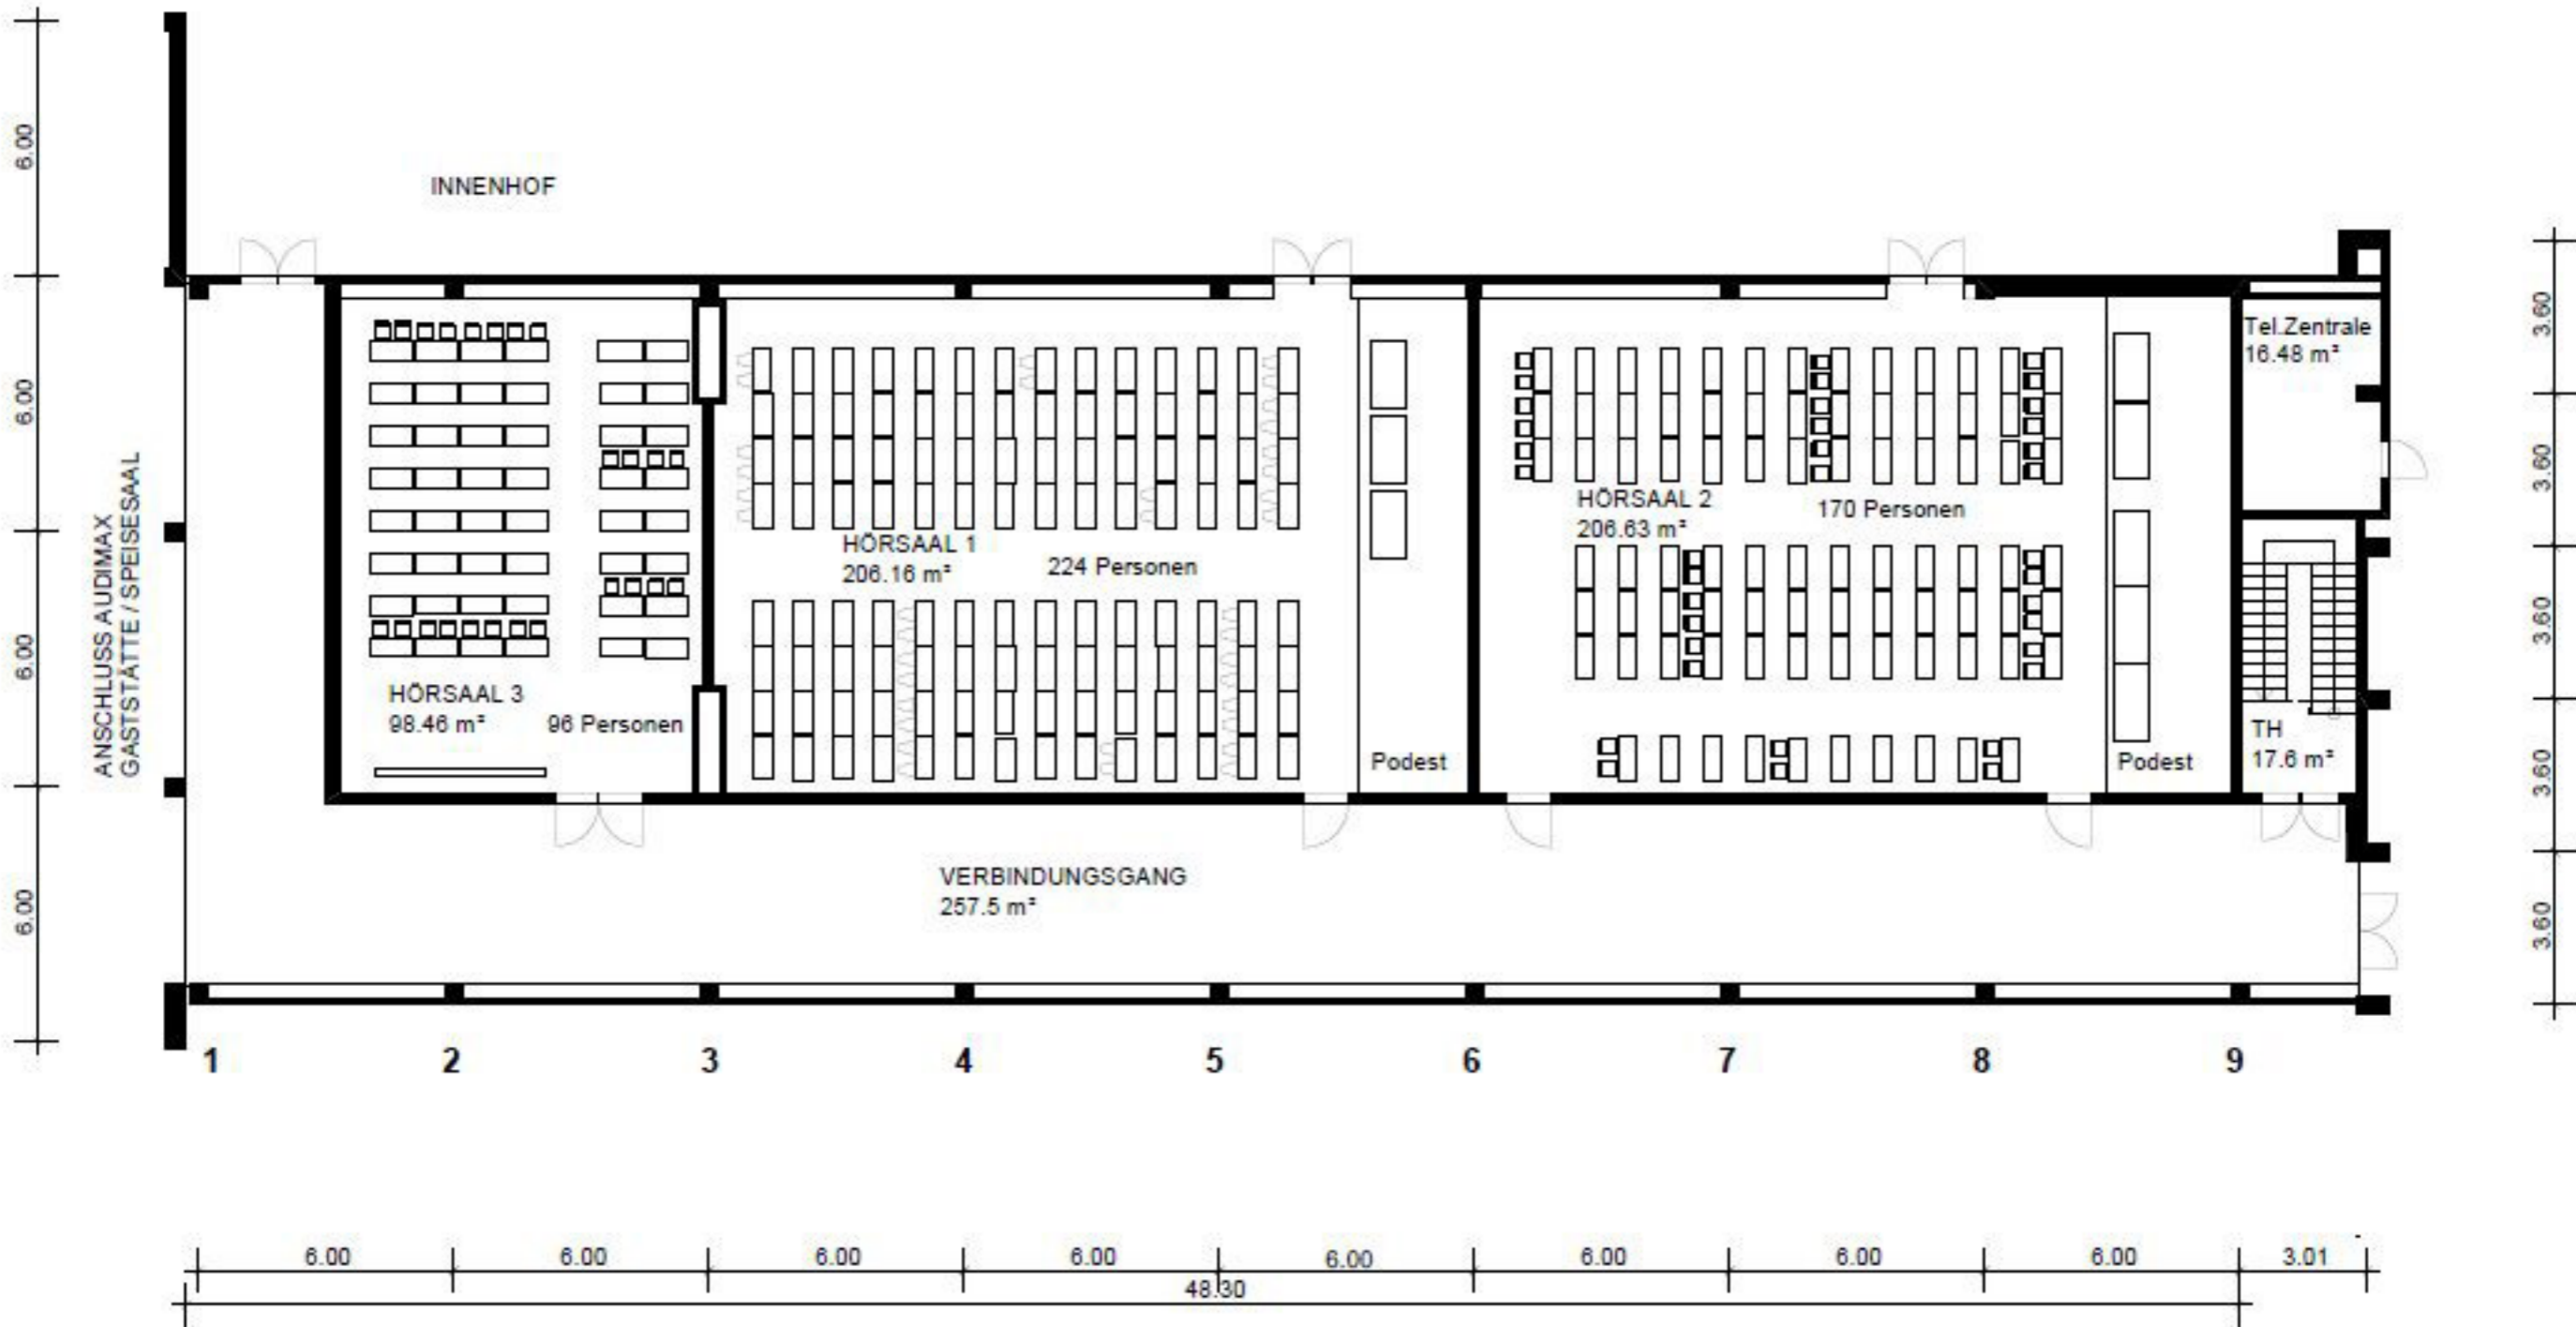 6.00
6.00
6.00
6.00
INNENHOF
ANSCHLUSS AUDIMAX
GASTSTÄTTE / SPEISESAAL
HÖRSAAL 3
98.46 m²
96 Personen
HÖRSAAL 1
206.16 m²
224 Personen
Podest
HÖRSAAL 2
206.63 m²
170 Personen
Podest
Tel.Zentrale
16.48 m²
TH
17.6 m²
VERBINDUNGSGANG
257.5 m²
3.60
3.60
3.60
3.60
3.60
1 2 3 4 5 6 7 8 9
6.00 6.00 6.00 6.00 6.00 6.00 6.00 6.00 3.01
48.30